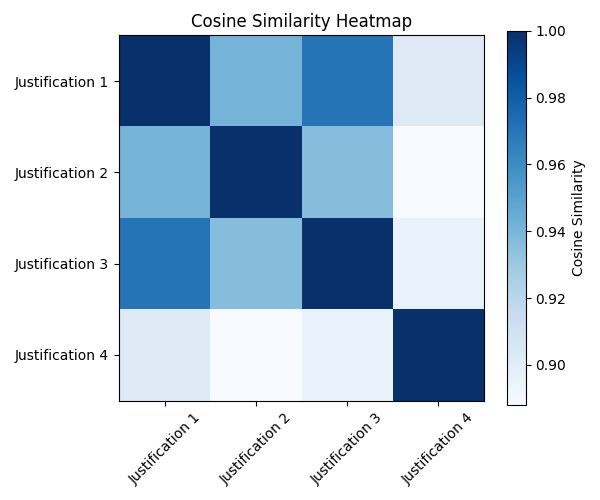 Cosine Similarity Heatmap
Justification 1
Justification 2
Justification 3
Justification 4
Justification 1
Justification 2
Justification 3
Justification 4
1.00
0.98
0.96
0.94
0.92
0.90
Cosine Similarity